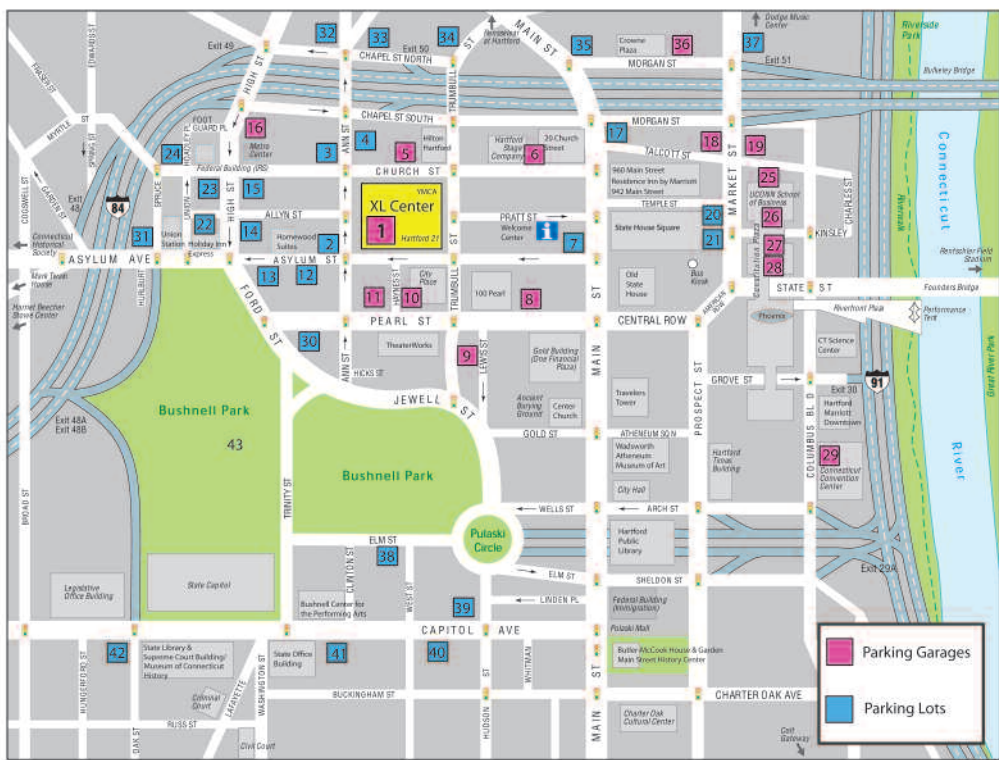 Dodge Music
Center
Riverside
Park
Exit 49
32
33
Exit 50
34
MAIN ST
35
Crowne
Plaza
36
37
EDWARDS ST
FRASER ST
CHAPEL ST NORTH
MORGAN ST
Exit 51
Bulkeley Bridge
HIGH ST
TRUMBULL
ST
MYRTLE
ST
SPRING ST
FOOT
GUARD PL
HOADLEY PL
16
Metro
Center
CHAPEL ST SOUTH
ANN ST
4
Hilton
Hartford
Hartford
Stage
Company
20 Church
Street
17
MORGAN ST
18
19
TALCOTT ST
MARKET ST
Connecticut
24
Federal Building (IRS)
3
5
6
CHURCH ST
960 Main Street
Residence Inn by Marriott
942 Main Street
25
UCONN School
of Business
CHARLES ST
Riverwalk
COGSWELL ST
GARDEN ST
Exit
48
84
SPRUCE
ST
UNION
23
15
HIGH ST
YMCA
XL Center
1
Hartford 21
ALLYN ST
PRATT ST
Welcome
Center
i
7
TEMPLE ST
20
26
State House Square
21
KINSLEY
27
Constitution Plaza
28
Connecticut
Historical
Society
31
Union
Station
22
Holiday Inn
Express
14
Homewood
Suites
2
ASYLUM AVE
ASYLUM ST
13
12
Rentschler Field
Stadium
Mark Twain
House
Harriet Beecher
Stowe Center
HURLBURT
FORD ST
11
HAYNES ST
10
City
Place
TRUMBULL
100 Pearl
8
Old
State
House
Bus
Kiosk
STATE ST
Founders Bridge
AMERICAN
ROW
Riverfront Plaza
Performance
Tent
PEARL ST
CENTRAL ROW
Phoenix
30
TheaterWorks
9
LEWIS ST
Gold Building
(One Financial
Plaza)
MAIN ST
CT Science
Center
ANN ST
HICKS ST
JEWELL ST
GROVE ST
91
Exit 30
Great River Park
Bushnell Park
43
Exit 48A
Exit 48B
Ancient
Burying
Ground
Center
Church
Travelers
Tower
PROSPECT ST
COLUMBUS BLD
Hartford
Marriott
Downtown
GOLD ST
ATHENEUM SQ N
Bushnell Park
Wadsworth
Atheneum
Museum of Art
Hartford
Times
Building
29
Connecticut
Convention
Center
River
BROAD ST
TRINITY ST
City Hall
WELLS ST
ARCH ST
Pulaski
Circle
ELM ST
38
Hartford
Public
Library
Exit 29A
Legislative
Office Building
State Capitol
CLINTON ST
WEST ST
ELM ST
SHELDON ST
Bushnell Center for
the Performing Arts
39
LINDEN PL
Federal Building
(Immigration)
CAPITOL AVE
Pulaski Mall
42
State Library &
Supreme Court Building/
Museum of Connecticut
History
State Office
Building
41
40
Butler McCook House & Garden
Main Street History Center
Parking Garages
HUNGERFORD ST
LAFAYETTE
WASHINGTON ST
HUDSON ST
WHITMAN
MAIN ST
Criminal
Court
BUCKINGHAM ST
CHARTER OAK AVE
Parking Lots
RUSS ST
OAK ST
Civil Court
Charter Oak
Cultural Center
Colt
Gateway